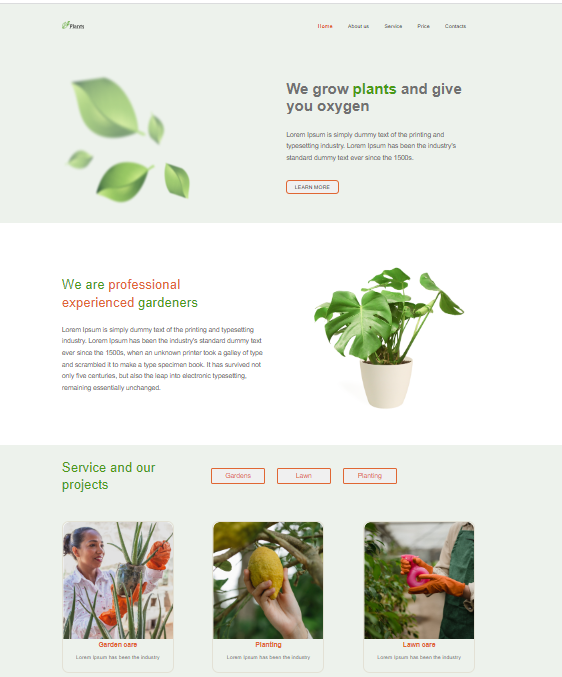 Plants
Home About us Service Price Contacts
We grow plants and give
you oxygen
Lorem Ipsum is simply dummy text of the printing and
typesetting industry. Lorem Ipsum has been the industry's
standard dummy text ever since the 1500s.
LEARN MORE
We are profesional
experienced gardeners
Lorem Ipsum is simply dummy text of the printing and typesetting
industry. Lorem Ipsum has been the industry's standard dummy text
ever since the 1500s, when an unknown printer took a galley of type
and scrambled it to make a type specimen book. It has survived not
only five centuries, but also the leap into electronic typesetting,
remaining essentially unchanged.
Service and our
projects
Gardens Lawn Planting
Garden care
Lorem Ipsum has been the industry
Planting
Lorem Ipsum has been the industry
Lawn care
Lorem Ipsum has been the industry